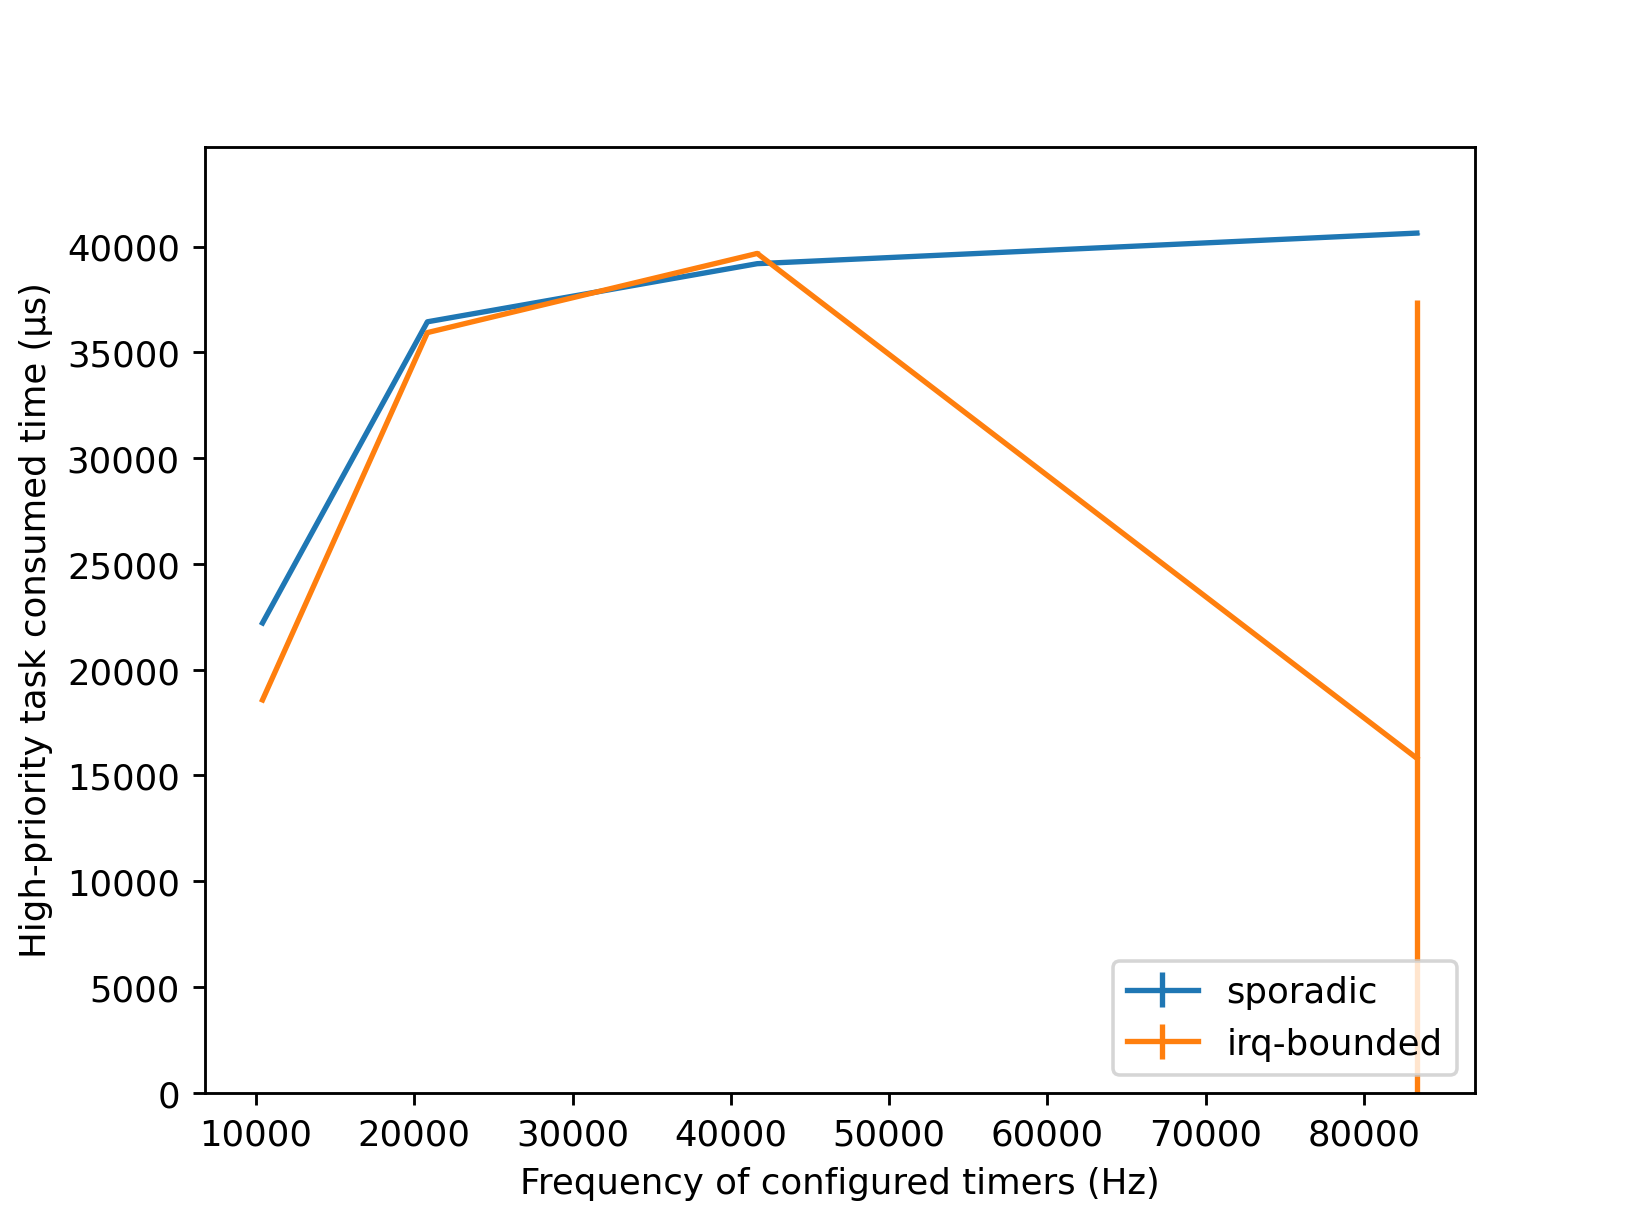 High-priority task consumed time (µs)
40000
35000
30000
25000
20000
15000
10000
5000
0
sporadic
irq-bounded
10000 20000 30000 40000 50000 60000 70000 80000
Frequency of configured timers (Hz)